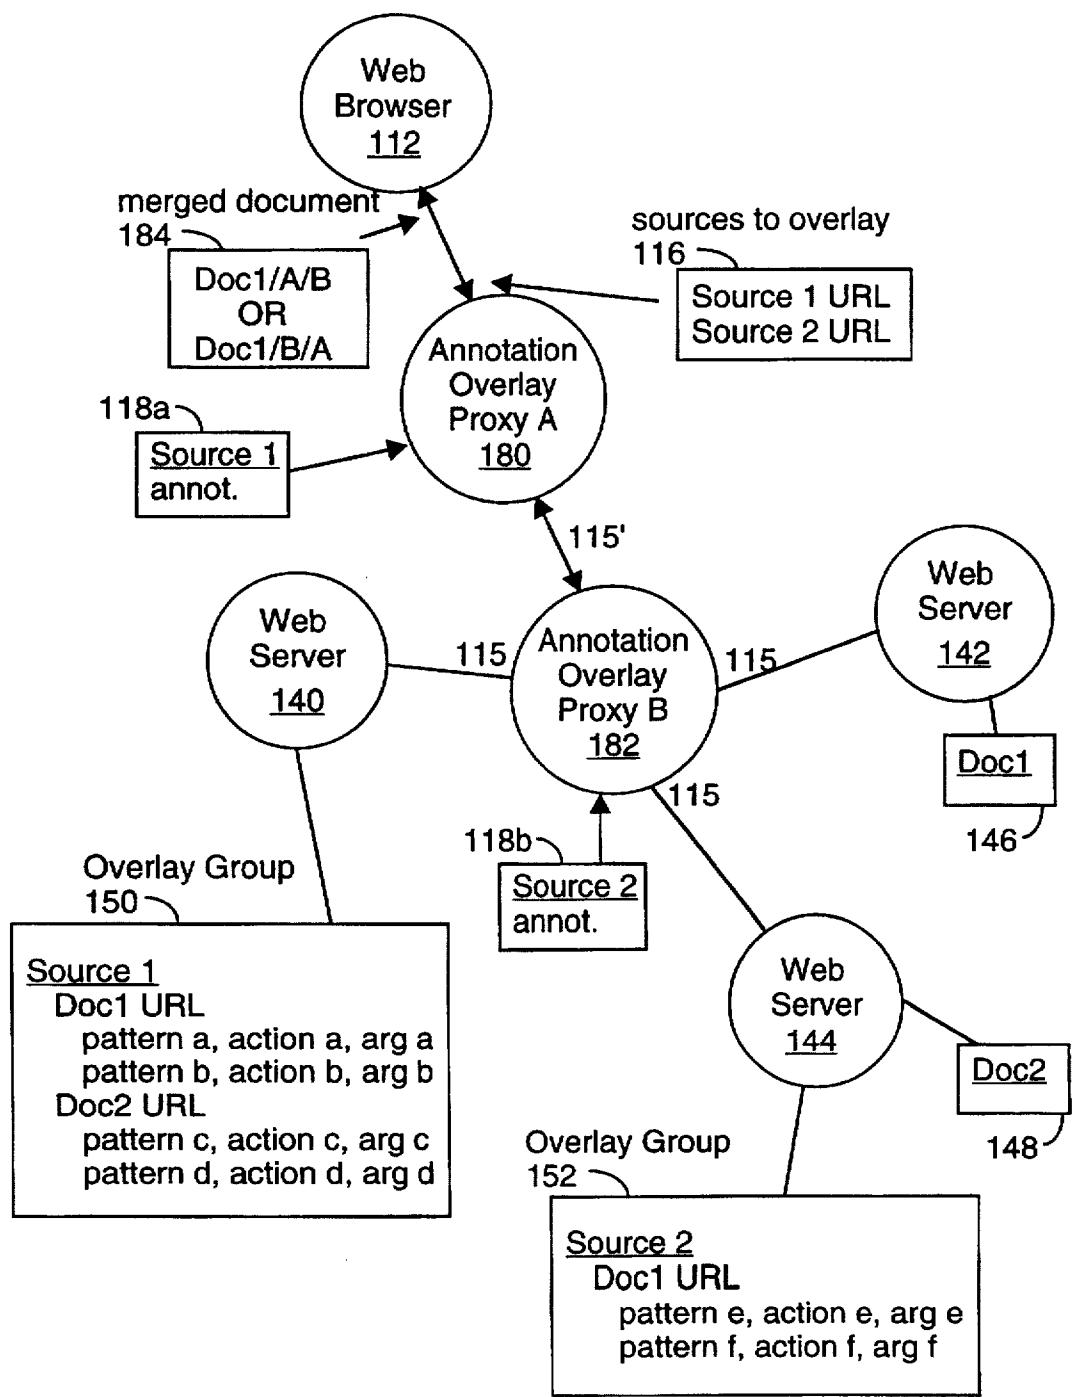 Web
Browser
112
merged document
184
Doc1/A/B
OR
Doc1/B/A
sources to overlay
116
Source 1 URL
Source 2 URL
Annotation
Overlay
Proxy A
180
118a
Source 1
annot.
115'
Web
Server
140
115
Annotation
Overlay
Proxy B
182
115
Web
Server
142
Doc1
146
115
118b
Source 2
annot.
Overlay Group
150
Source 1
Doc1 URL
pattern a, action a, arg a
pattern b, action b, arg b
Doc2 URL
pattern c, action c, arg c
pattern d, action d, arg d
Web
Server
144
Doc2
148
Overlay Group
152
Source 2
Doc1 URL
pattern e, action e, arg e
pattern f, action f, arg f